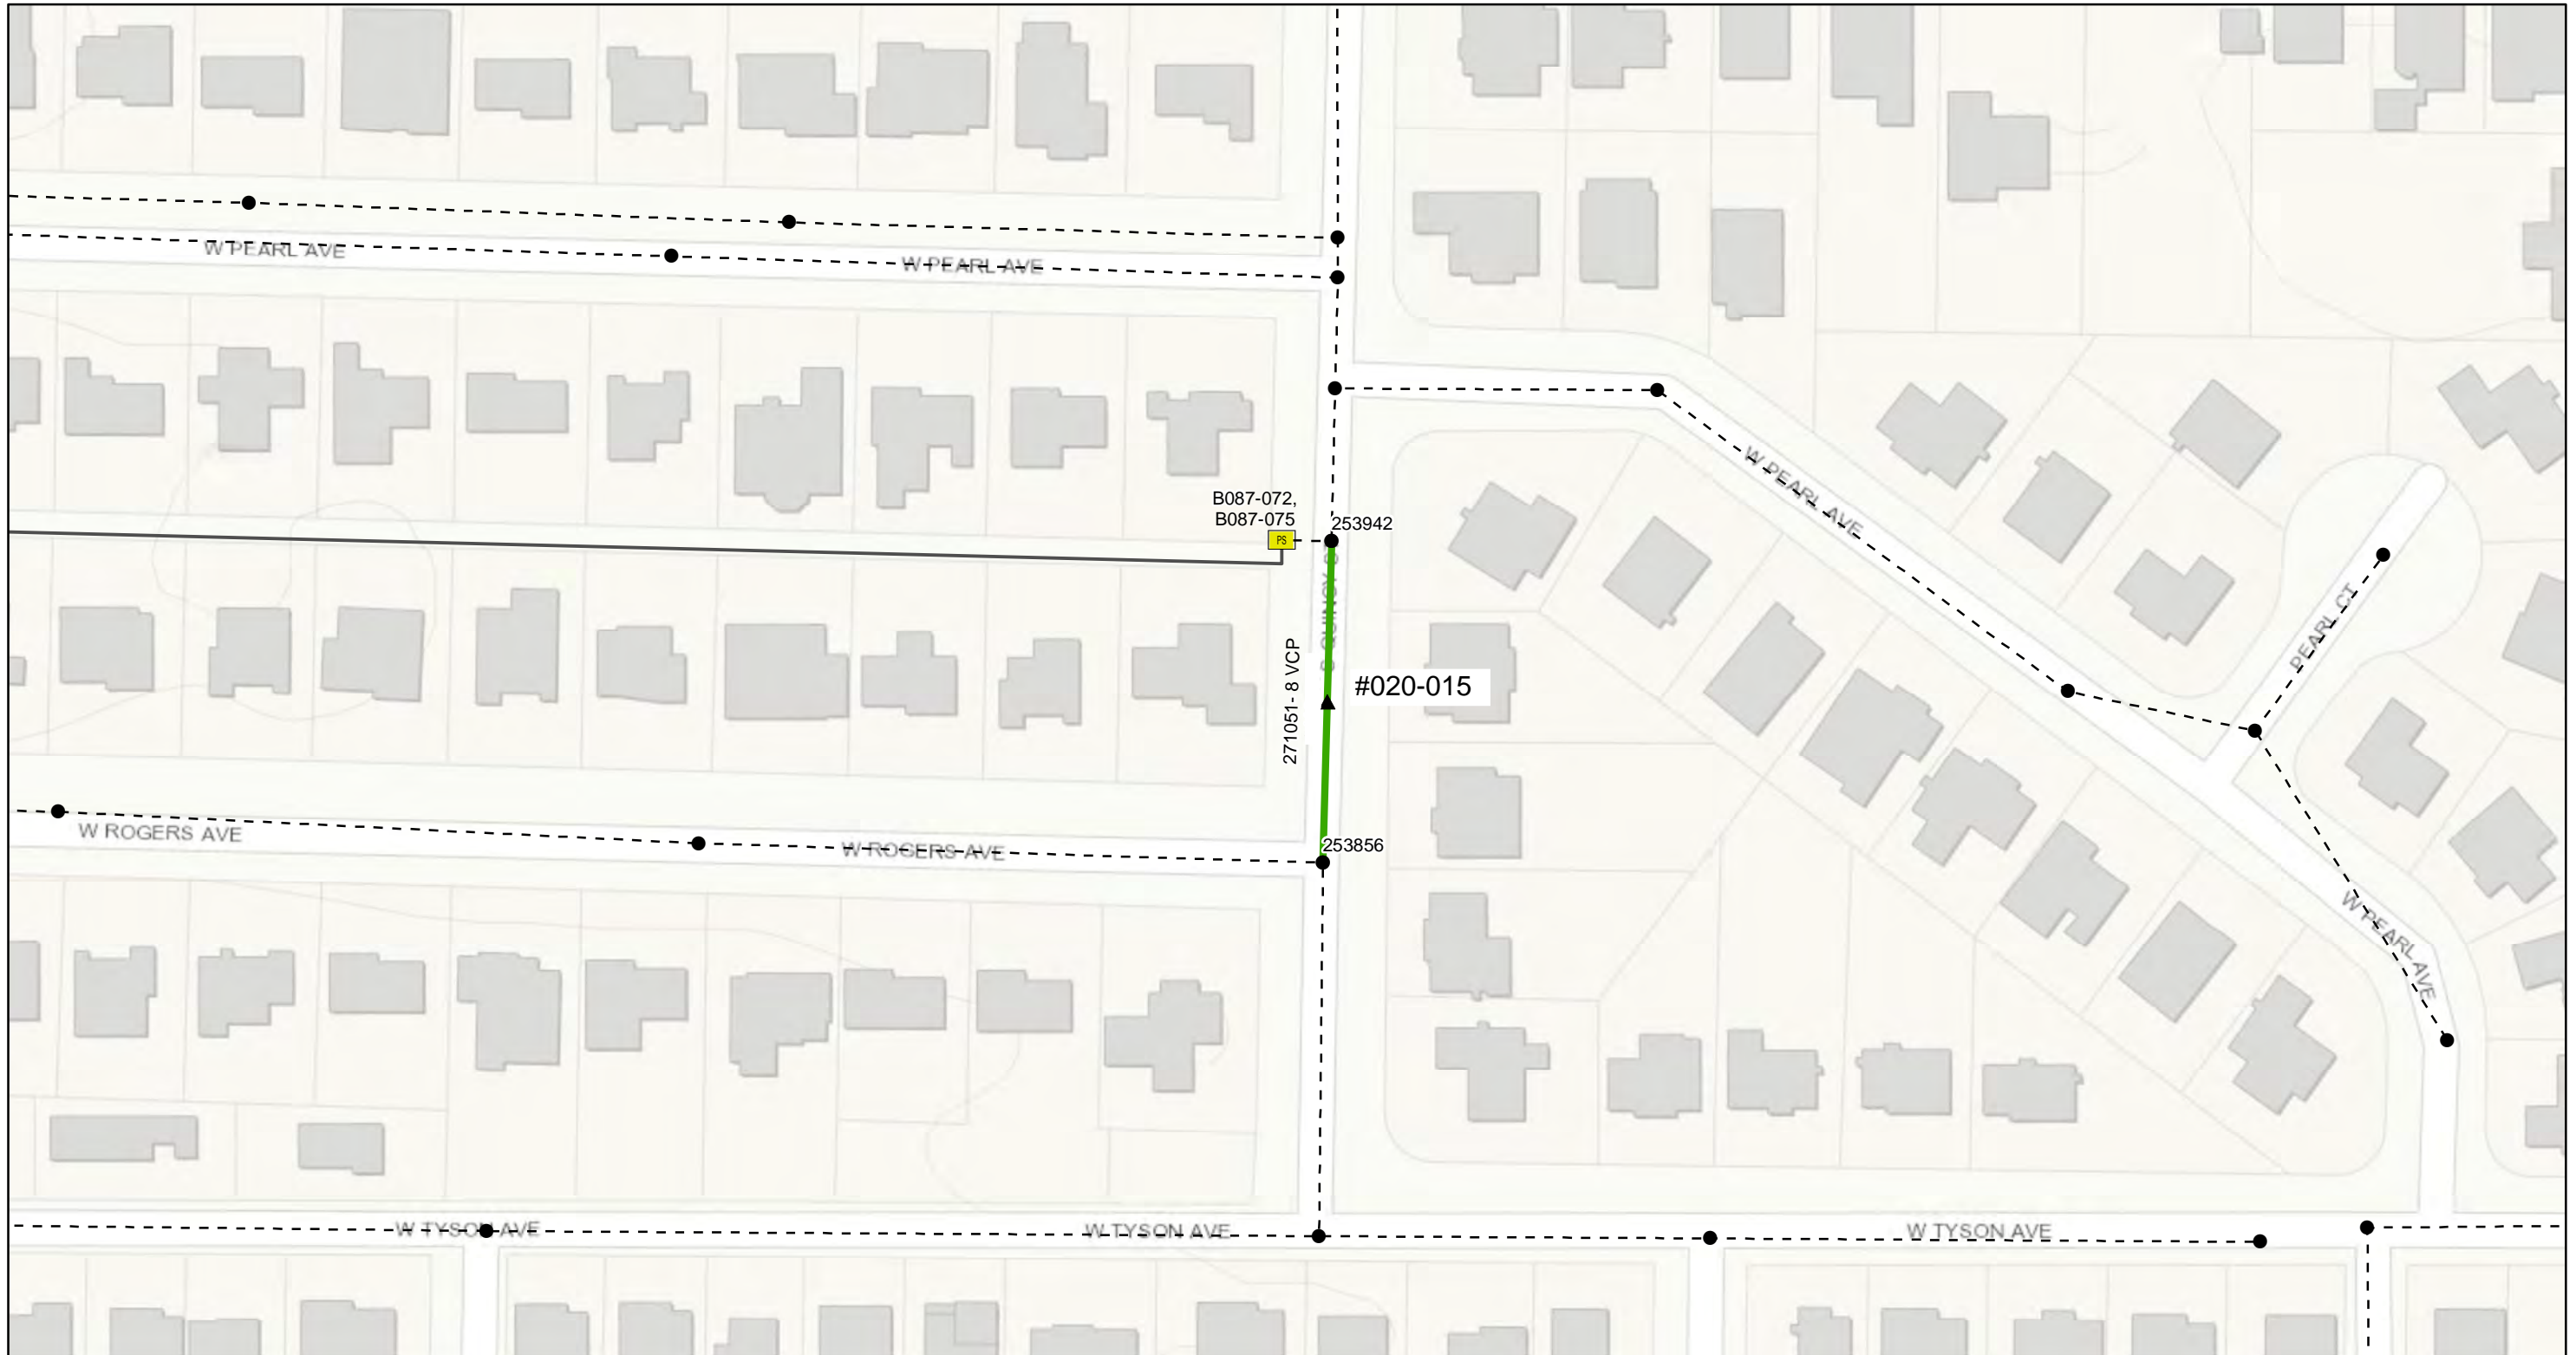 W PEARL AVE
W PEARL AVE
B087-072,
B087-075
PS
253942
W PEARL AVE
PEARL CT
271051 - 8 VCP
#020-015
W ROGERS AVE
W ROGERS AVE
253856
W PEARL AVE
W TYSON AVE
W TYSON AVE
W TYSON AVE